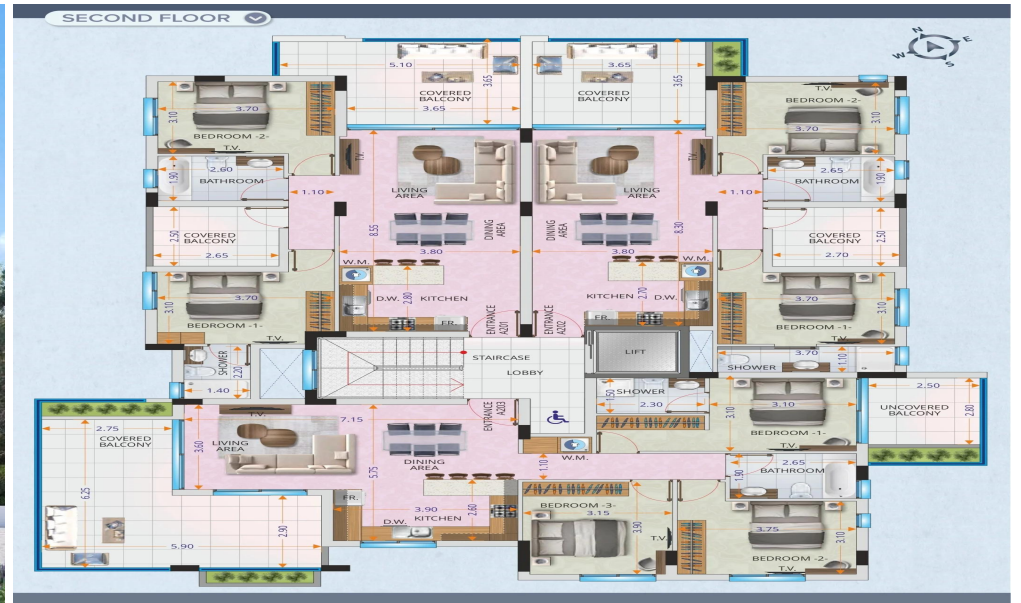 SECOND FLOOR
N
E
W
S
5.10
3.65
COVERED
BALCONY
3.65
3.65
COVERED
BALCONY
3.65
3.10
3.70
BEDROOM -2-
T.V.
T.V.
BEDROOM -2-
3.70
3.10
T.V.
LIVING
AREA
T.V.
LIVING
AREA
2.60
1.90
BATHROOM
1.10
1.10
2.65
BATHROOM
1.90
8.55
DINING
AREA
3.80
DINING
AREA
8.30
3.80
COVERED
BALCONY
2.50
2.65
COVERED
BALCONY
2.50
2.70
W.M.
D.W.
2.80
KITCHEN
FR.
W.M.
KITCHEN
2.70
D.W.
FR.
3.10
3.70
BEDROOM -1-
T.V.
3.70
3.10
BEDROOM -1-
T.V.
ENTRANCE
A201
ENTRANCE
A202
STAIRCASE
LOBBY
LIFT
SHOWER
2.20
1.40
3.70
SHOWER
1.10
SHOWER
1.50
2.30
ENTRANCE
A203
3.10
3.10
BEDROOM -1-
T.V.
2.50
UNCOVERED
BALCONY
2.80
2.75
COVERED
BALCONY
T.V.
7.15
3.60
LIVING
AREA
5.75
DINING
AREA
W.M.
1.10
2.65
BATHROOM
1.90
6.25
5.90
2.90
FR.
3.90
D.W.
KITCHEN
2.60
BEDROOM -3-
3.15
3.90
T.V.
3.75
3.10
BEDROOM -2-
T.V.